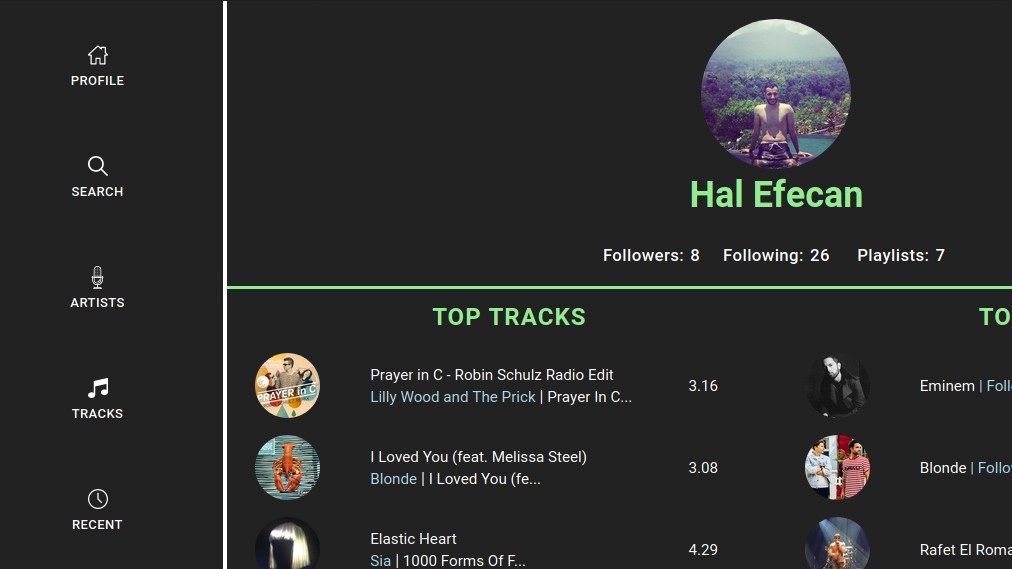 PROFILE
SEARCH
ARTISTS
TRACKS
RECENT
Hal Efecan
Followers: 8 Following: 26 Playlists: 7
TOP TRACKS
PRAYER in C
Prayer in C - Robin Schulz Radio Edit
Lilly Wood and The Prick | Prayer In C...
3.16
I Loved You (feat. Melissa Steel)
Blonde | I Loved You (fe...
3.08
Elastic Heart
Sia | 1000 Forms Of F...
4.29
TO
Eminem | Foll
Blonde | Follo
Rafet El Roma